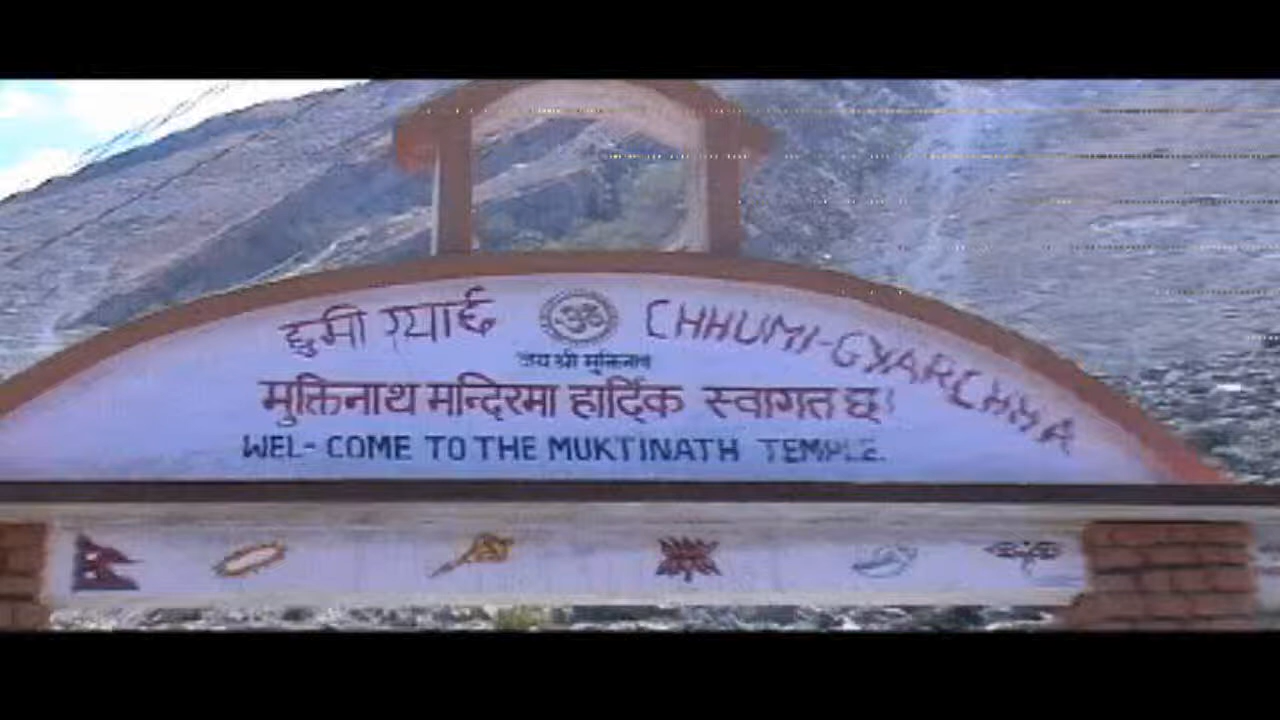 छुमी ग्यार्छ
ॐ
CHHUMI-GYARCHHA
जय श्री मुक्तिनाथ
मुक्तिनाथ मन्दिरमा हार्दिक स्वागत छ।
WEL-COME TO THE MUKTINATH TEMPLE.